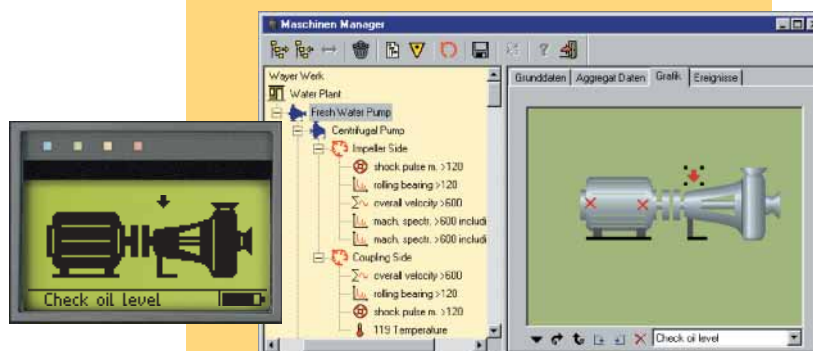 Maschinen Manager
Wayer Werk
Water Plant
Fresh Water Pump
Centrifugal Pump
Impeller Side
shock pulse m. >120
rolling bearing >120
overall velocity >600
mach. spectr. >600 includi
mach. spectr. >600 includi
Coupling Side
overall velocity >600
rolling bearing >120
shock pulse m. >120
119 Temperature
Grunddaten Aggregat Daten Grafik Ereignisse
Check oil level
Check oil level